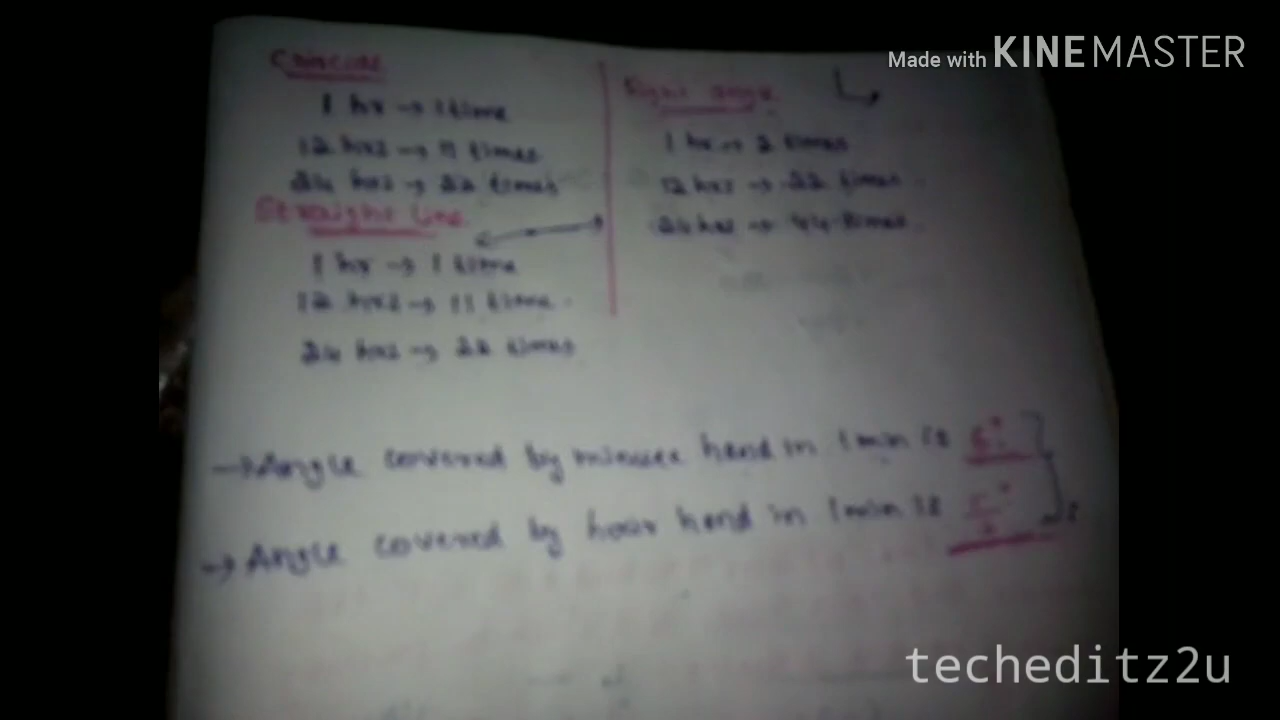 Made with KINEMASTER
Coincide
1 hr → 1 time
12 hrs → 11 times
24 hrs → 22 times
Straight Line
1 hr → 1 time
12 hrs → 11 time
24 hrs → 22 times
Right angle
1 hr → 2 times
12 hrs → 22 times
24 hrs → 44 times
→ Angle covered by minute hand in 1 min is
→ Angle covered by hour hand in 1 min is
techeditz2u